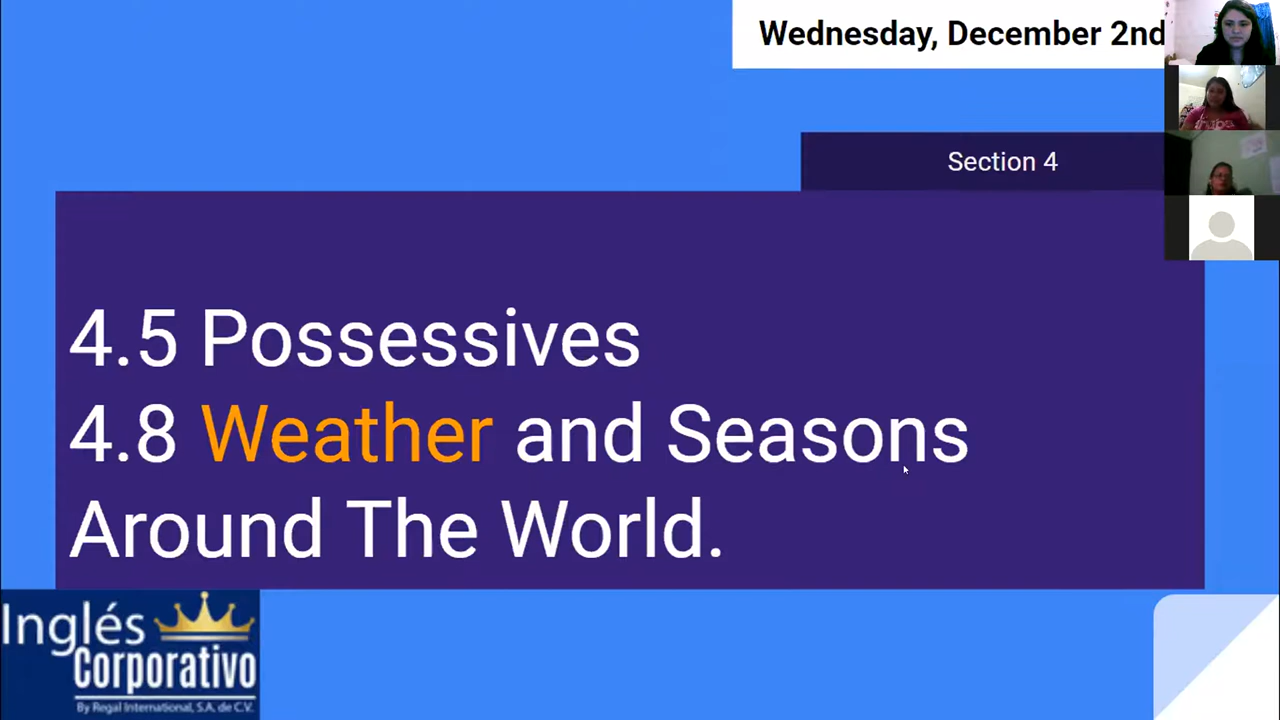 Wednesday, December 2nd
Section 4
4.5 Possessives
4.8 Weather and Seasons
Around The World.
Inglés
Corporativo
By Regal International, S.A. de C.V.